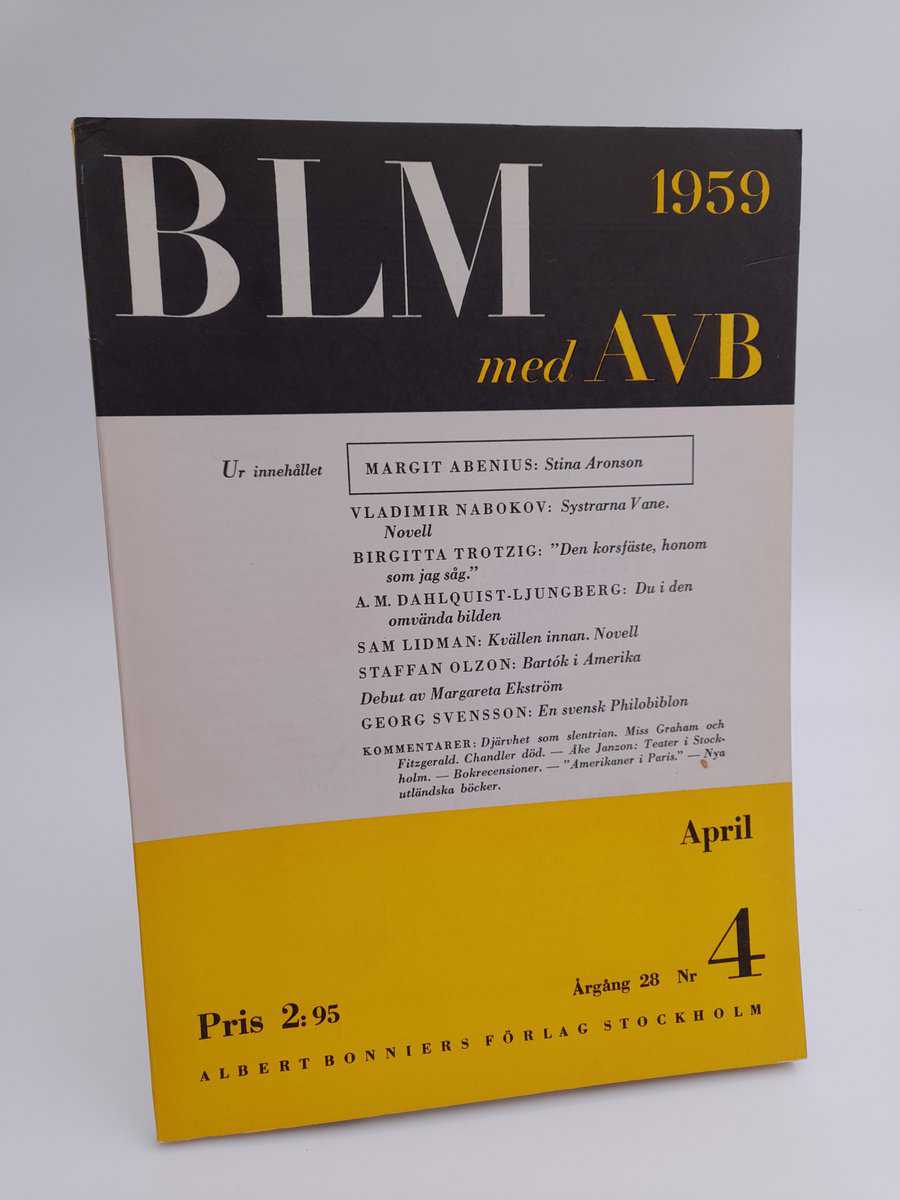 BLM 1959
med AVB
Ur innehållet
MARGIT ABENIUS: Stina Aronson
VLADIMIR NABOKOV: Systrarna Vane.
Novell
BIRGITTA TROTZIG: ”Den korsfäste, honom
som jag såg.”
A. M. DAHLQUIST-LJUNGBERG: Du i den
omvända bilden
SAM LIDMAN: Kvällen innan. Novell
STAFFAN OLZON: Bartók i Amerika
Debut av Margareta Ekström
GEORG SVENSSON: En svensk Philobiblon
KOMMENTARER: Djärvhet som slentrian. Miss Graham och
Fitzgerald. Chandler död. — Åke Janzon: Teater i Stock-
holm. — Bokrecensioner. — ”Amerikaner i Paris.” — Nya
utländska böcker.
April
Årgång 28 Nr 4
Pris 2:95
ALBERT BONNIERS FÖRLAG STOCKHOLM